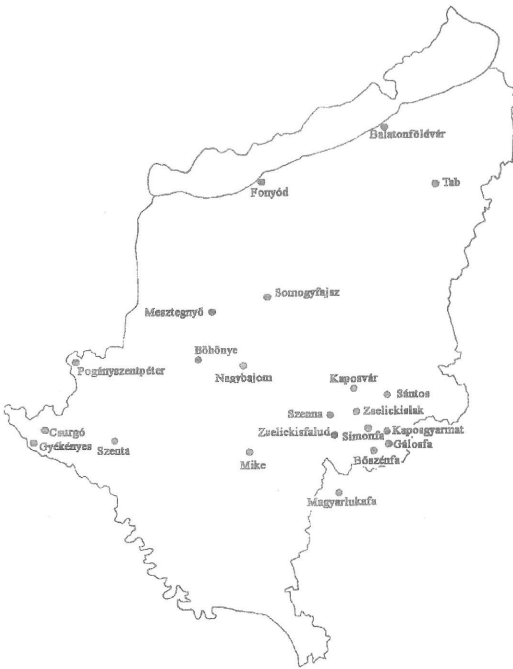 Balatonföldvár
Fonyód
Tab
Somogyfajsz
Mesztegnyő
Böhönye
Pogányszentpéter
Nagybajom
Kaposvár
Sántos
Zselickislak
Szenna
Csurgó
Zselickisfalud
Simonfa
Kaposgyarmat
Gyékényes
Szenta
Gálosfa
Bőszénfa
Mike
Magyarlukafa